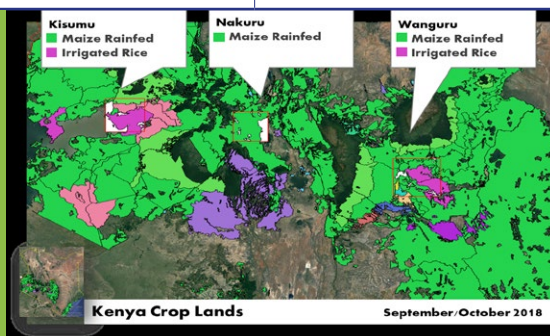 Kisumu
Maize Rainfed
Irrigated Rice
Nakuru
Maize Rainfed
Wanguru
Maize Rainfed
Irrigated Rice
Kenya Crop Lands
September/October 2018